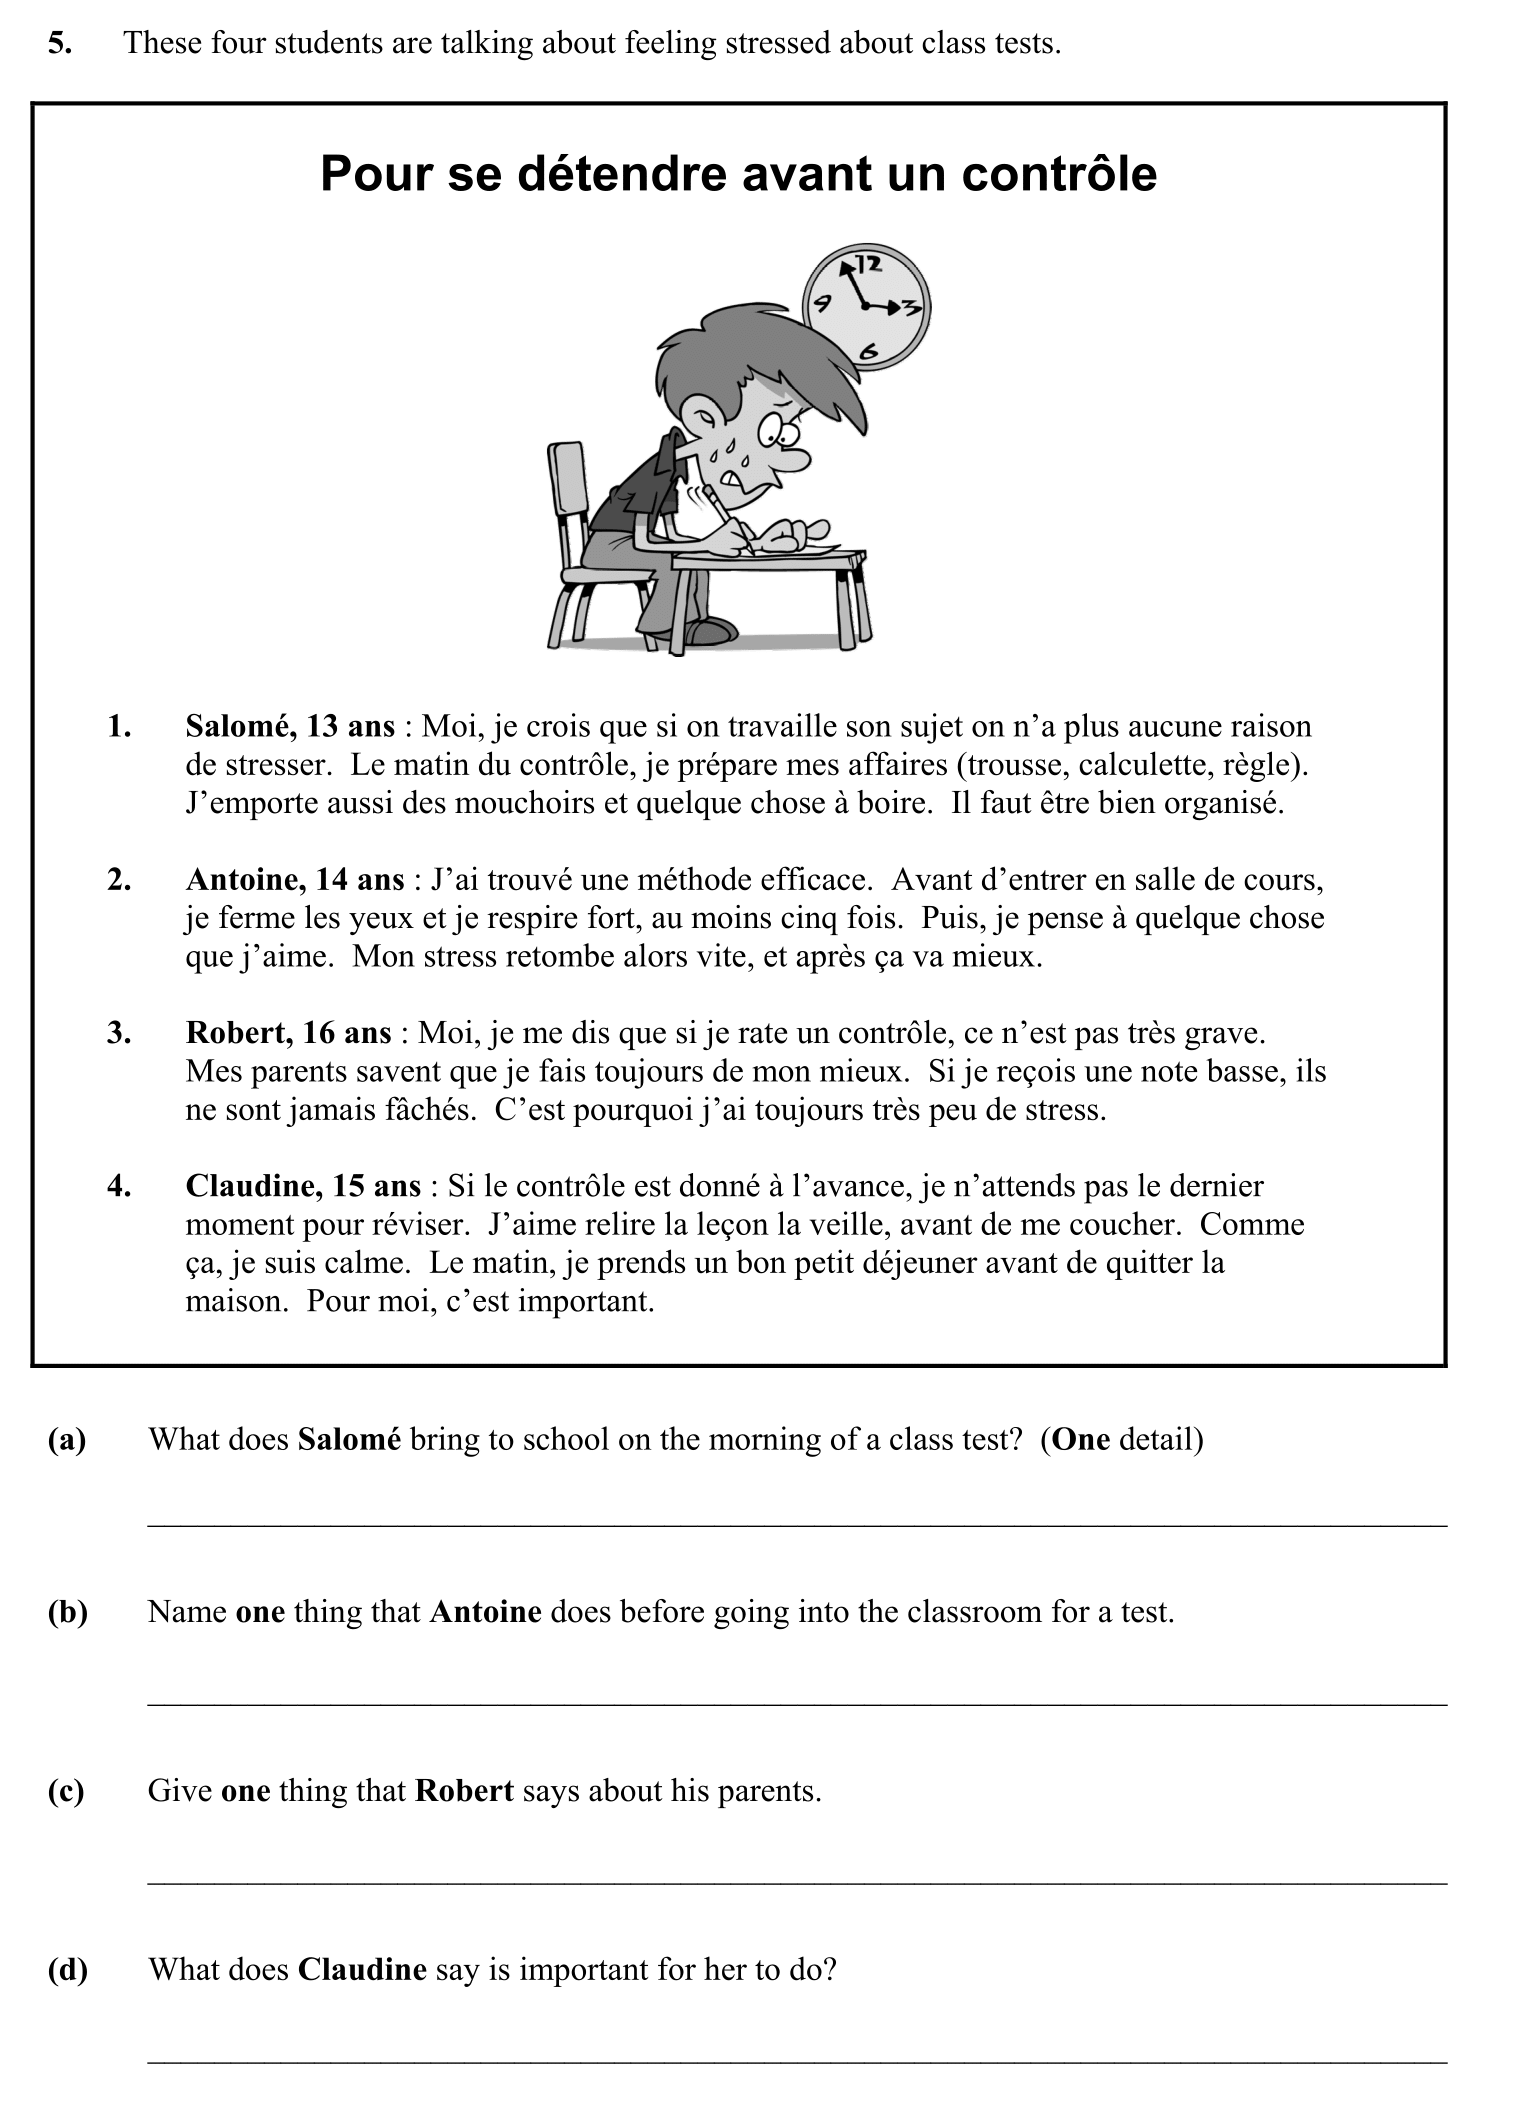 5. These four students are talking about feeling stressed about class tests.
Pour se détendre avant un contrôle
12
9
3
6
1. Salomé, 13 ans : Moi, je crois que si on travaille son sujet on n’a plus aucune raison
de stresser. Le matin du contrôle, je prépare mes affaires (trousse, calculette, règle).
J’emporte aussi des mouchoirs et quelque chose à boire. Il faut être bien organisé.
2. Antoine, 14 ans : J’ai trouvé une méthode efficace. Avant d’entrer en salle de cours,
je ferme les yeux et je respire fort, au moins cinq fois. Puis, je pense à quelque chose
que j’aime. Mon stress retombe alors vite, et après ça va mieux.
3. Robert, 16 ans : Moi, je me dis que si je rate un contrôle, ce n’est pas très grave.
Mes parents savent que je fais toujours de mon mieux. Si je reçois une note basse, ils
ne sont jamais fâchés. C’est pourquoi j’ai toujours très peu de stress.
4. Claudine, 15 ans : Si le contrôle est donné à l’avance, je n’attends pas le dernier
moment pour réviser. J’aime relire la leçon la veille, avant de me coucher. Comme
ça, je suis calme. Le matin, je prends un bon petit déjeuner avant de quitter la
maison. Pour moi, c’est important.
(a) What does Salomé bring to school on the morning of a class test? (One detail)
(b) Name one thing that Antoine does before going into the classroom for a test.
(c) Give one thing that Robert says about his parents.
(d) What does Claudine say is important for her to do?